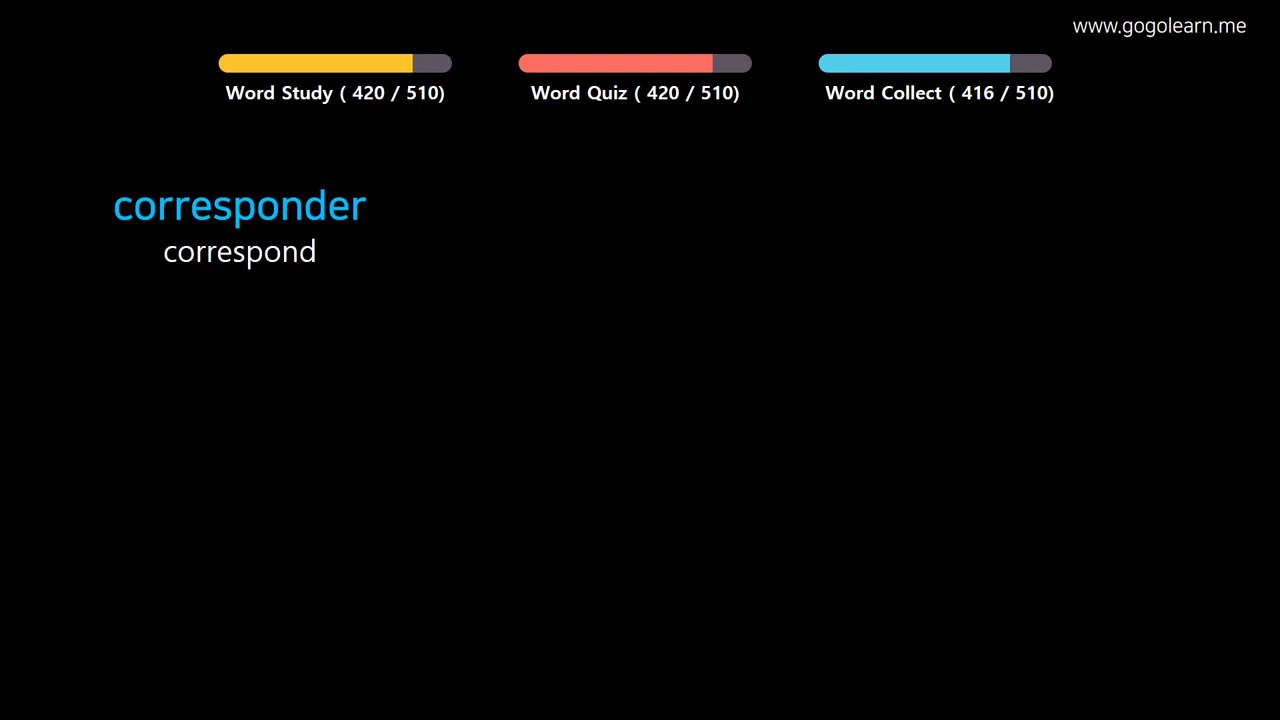 www.gogolearn.me
Word Study ( 420 / 510)
Word Quiz ( 420 / 510)
Word Collect ( 416 / 510)
corresponder
correspond